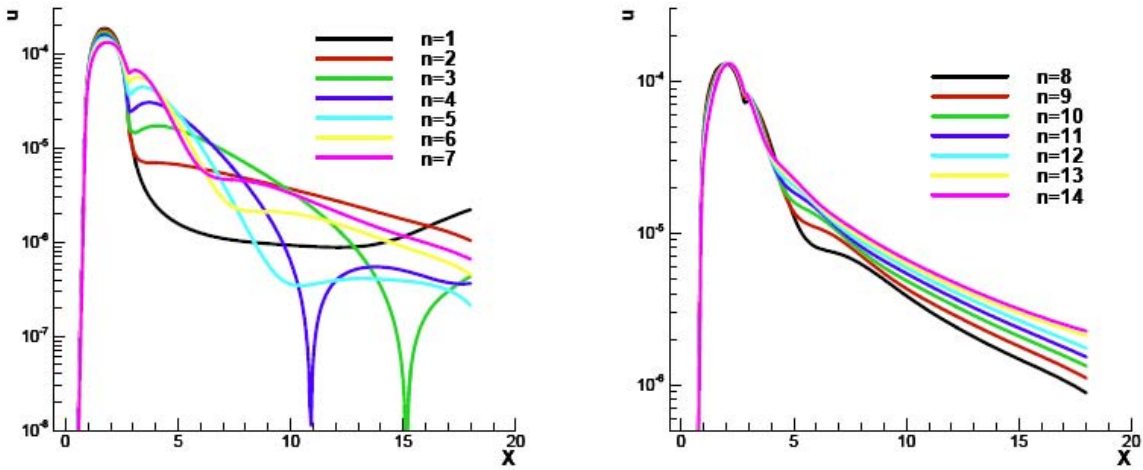 u
n=1
n=2
n=3
n=4
n=5
n=6
n=7
10^-4
10^-5
10^-6
10^-7
10^-8
0 5 10 15 20
X
u
n=8
n=9
n=10
n=11
n=12
n=13
n=14
10^-4
10^-5
10^-6
0 5 10 15 20
X